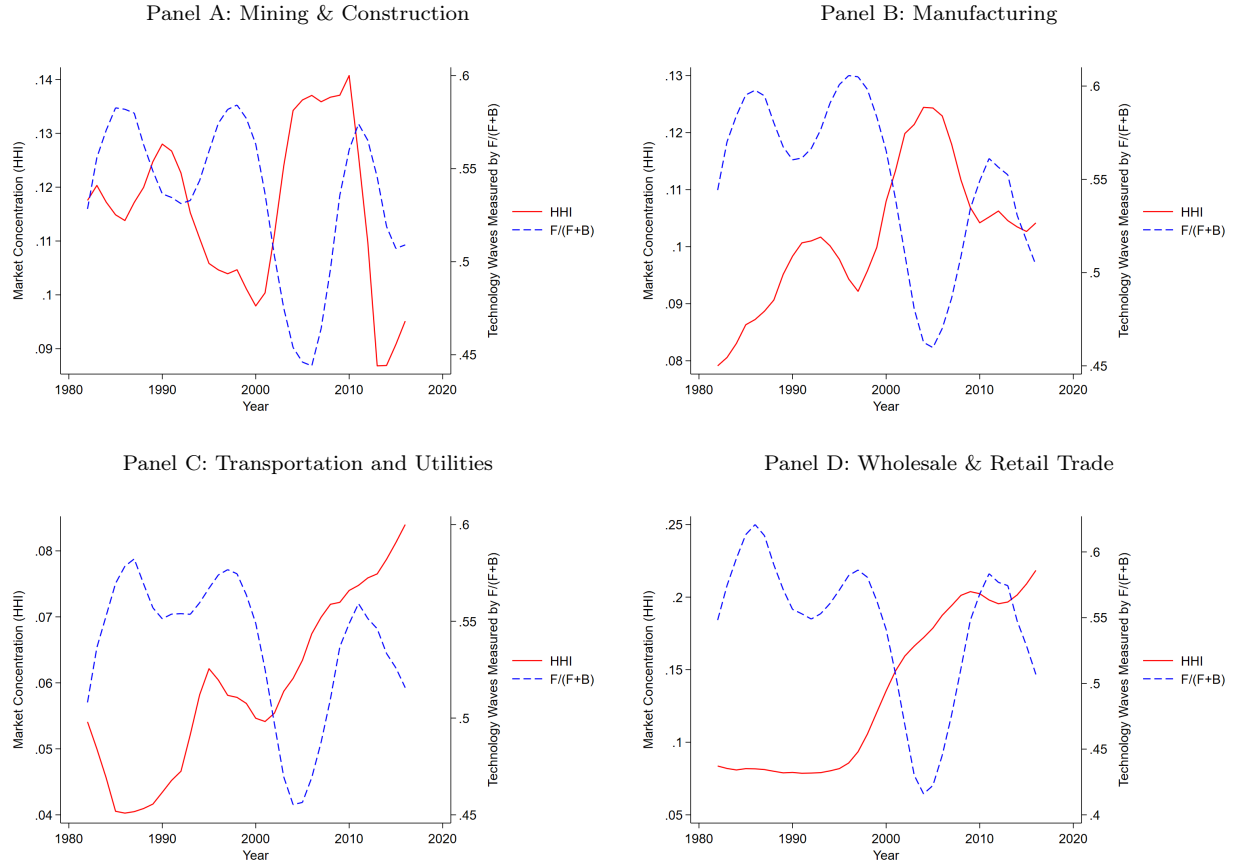 Panel A: Mining & Construction
Market Concentration (HHI)
.14
.13
.12
.11
.1
.09
.6
.55
.5
.45
Technology Waves Measured by F/(F+B)
1980 1990 2000 2010 2020
Year
HHI
F/(F+B)
Panel B: Manufacturing
Market Concentration (HHI)
.13
.12
.11
.1
.09
.08
.6
.55
.5
.45
Technology Waves Measured by F/(F+B)
1980 1990 2000 2010 2020
Year
HHI
F/(F+B)
Panel C: Transportation and Utilities
Market Concentration (HHI)
.08
.07
.06
.05
.04
.6
.55
.5
.45
Technology Waves Measured by F/(F+B)
1980 1990 2000 2010 2020
Year
HHI
F/(F+B)
Panel D: Wholesale & Retail Trade
Market Concentration (HHI)
.25
.2
.15
.1
.05
.6
.55
.5
.45
.4
Technology Waves Measured by F/(F+B)
1980 1990 2000 2010 2020
Year
HHI
F/(F+B)